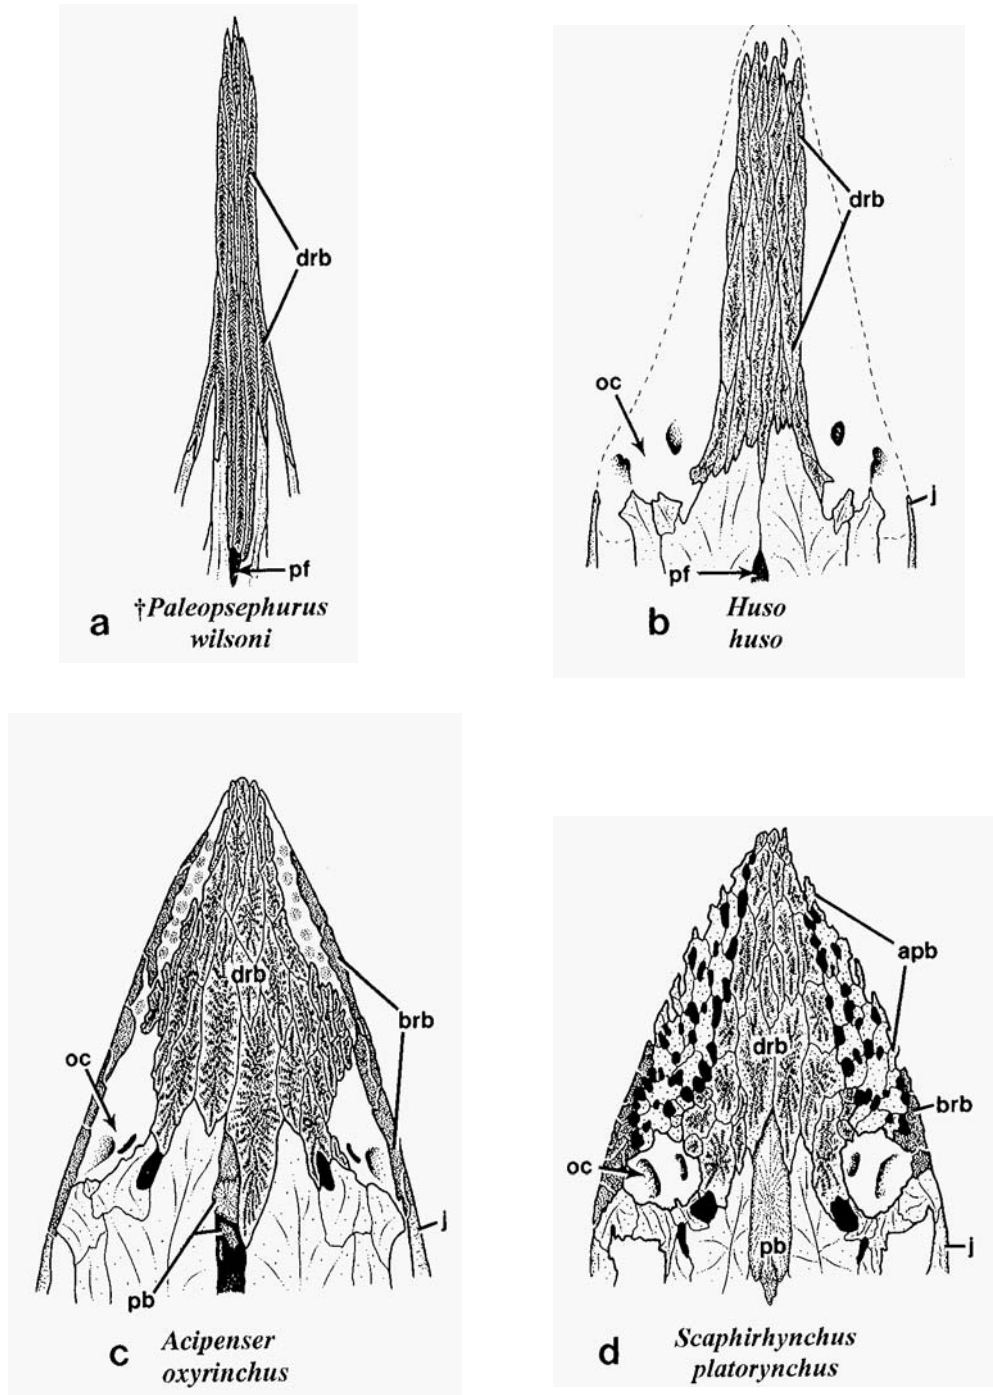 drb
pf
a
†Paleopsephurus
wilsoni
drb
oc
j
pf
b
Huso
huso
drb
brb
oc
j
pb
c
Acipenser
oxyrinchus
apb
drb
brb
oc
pb
j
d
Scaphirhynchus
platorynchus